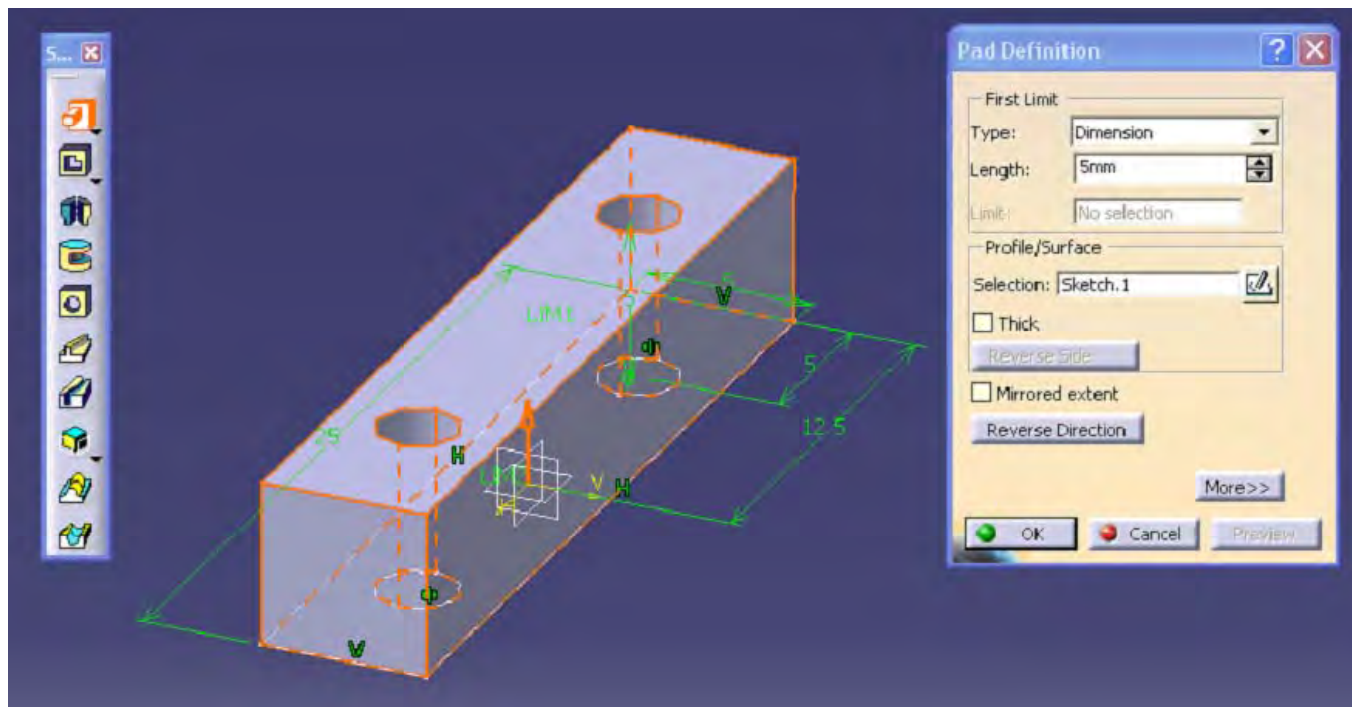 S...
Pad Definition
First Limit
Type: Dimension
Length: 5mm
Limit: No selection
Profile/Surface
Selection: Sketch.1
Thick
Reverse Side
Mirrored extent
Reverse Direction
More>>
OK Cancel Preview
LIM1
V
5
12.5
25
H
V
H
V